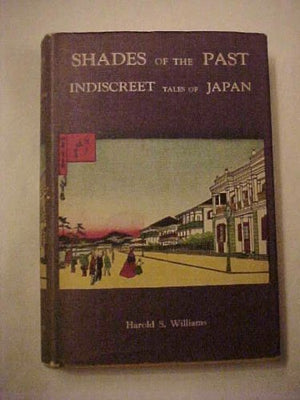 SHADES OF THE PAST
INDISCREET TALES OF JAPAN
Harold S. Williams